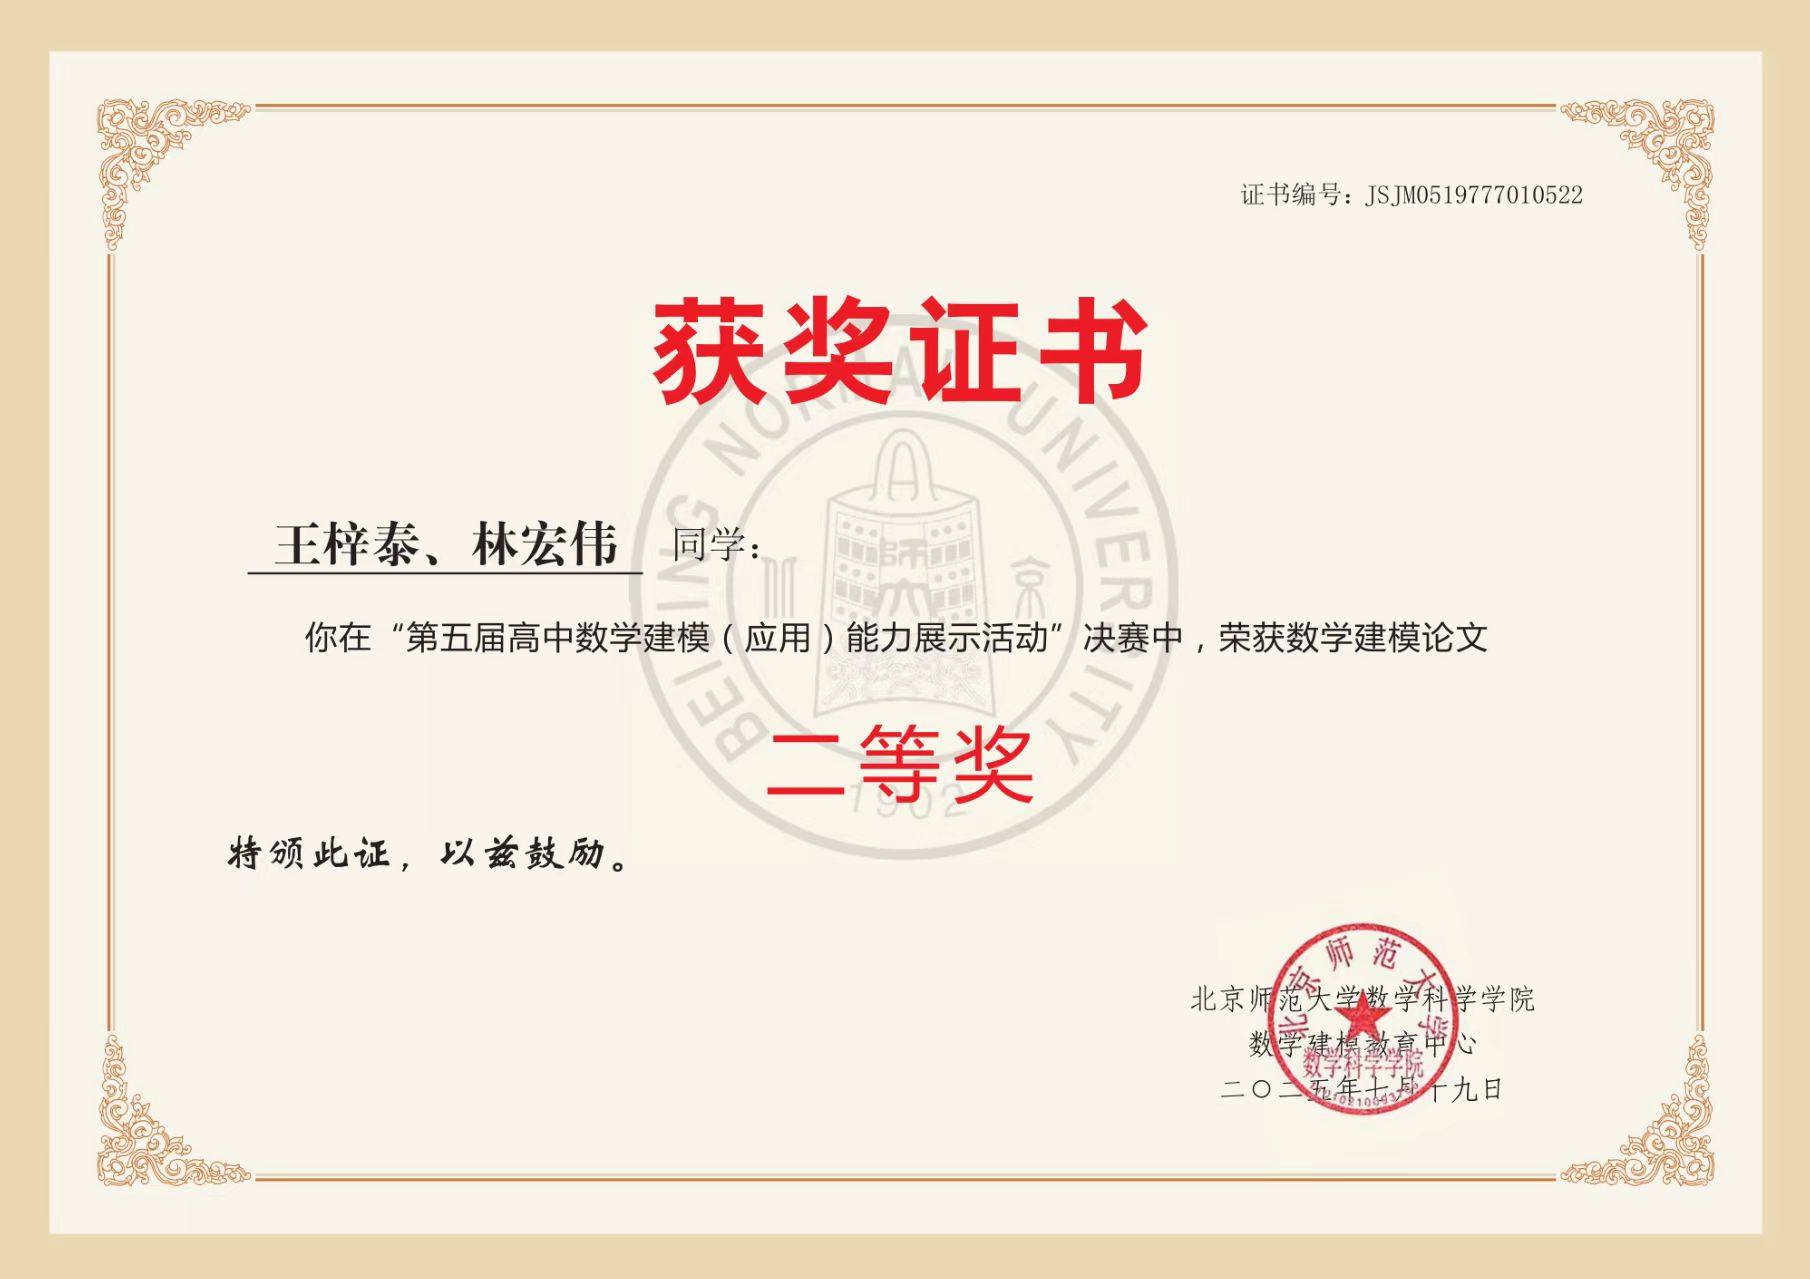 证书编号：JSJM0519777010522
获奖证书
王梓泰、林宏伟 同学：
你在“第五届高中数学建模（应用）能力展示活动”决赛中，荣获数学建模论文
二等奖
特颁此证，以兹鼓励。
BEIJING NORMAL UNIVERSITY
師大
京
1902
北京师范大学数学科学学院
数学建模教育中心
二〇二五年七月十九日
北京师范大学
数学科学学院